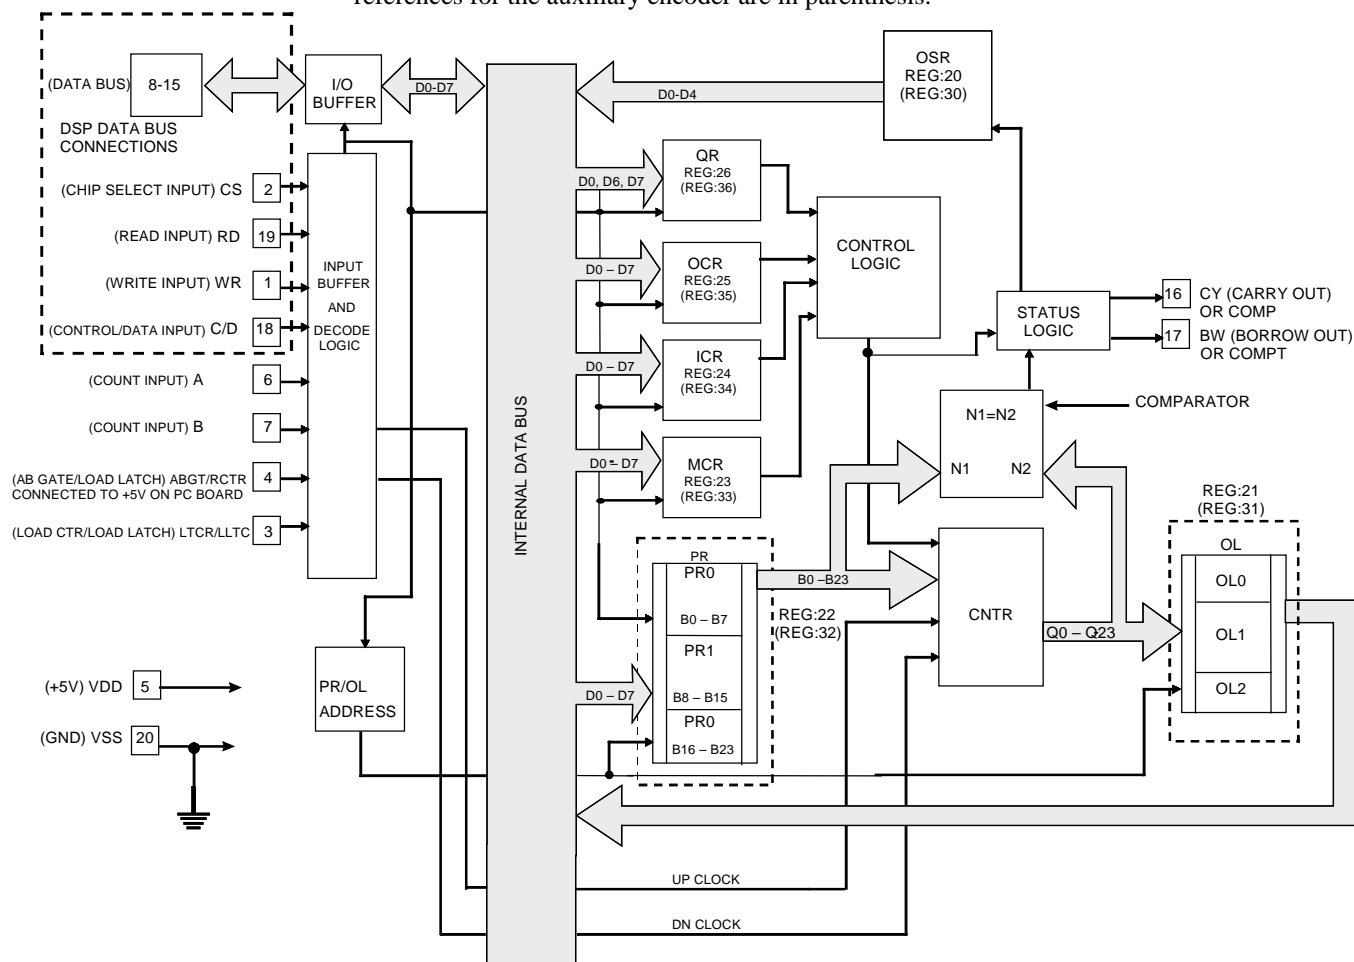 references for the auxiliary encoder are in parenthesis.
(DATA BUS)
8-15
DSP DATA BUS
CONNECTIONS
I/O
BUFFER
D0-D7
D0-D4
OSR
REG:20
(REG:30)
(CHIP SELECT INPUT) CS
2
(READ INPUT) RD
19
(WRITE INPUT) WR
1
(CONTROL/DATA INPUT) C/D
18
(COUNT INPUT) A
6
(COUNT INPUT) B
7
(AB GATE/LOAD LATCH) ABGT/RCTR
CONNECTED TO +5V ON PC BOARD
4
(LOAD CTR/LOAD LATCH) LTCR/LLTC
3
INPUT
BUFFER
AND
DECODE
LOGIC
INTERNAL DATA BUS
D0, D6, D7
QR
REG:26
(REG:36)
D0 – D7
OCR
REG:25
(REG:35)
D0 – D7
ICR
REG:24
(REG:34)
D0 – D7
MCR
REG:23
(REG:33)
CONTROL
LOGIC
STATUS
LOGIC
16
CY (CARRY OUT)
OR COMP
17
BW (BORROW OUT)
OR COMPT
COMPARATOR
N1=N2
N1
N2
PR
PR0
B0 – B7
PR1
B8 – B15
PR0
B16 – B23
D0 – D7
B0 –B23
REG:22
(REG:32)
CNTR
Q0 – Q23
REG:21
(REG:31)
OL
OL0
OL1
OL2
PR/OL
ADDRESS
(+5V) VDD
5
(GND) VSS
20
UP CLOCK
DN CLOCK